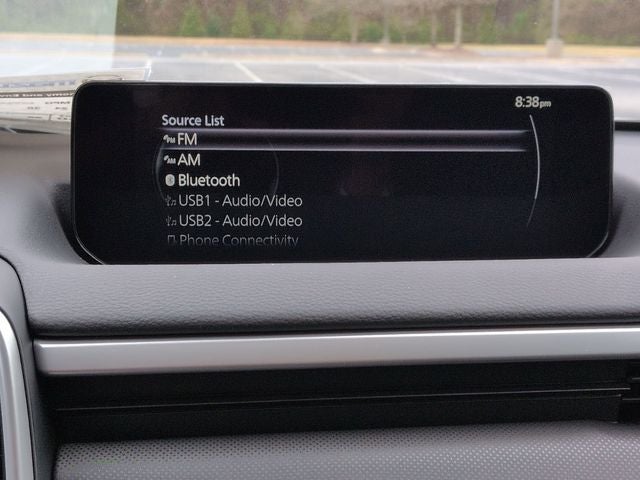 8:38pm
Source List
FM
AM
Bluetooth
USB1 - Audio/Video
USB2 - Audio/Video
Phone Connectivity